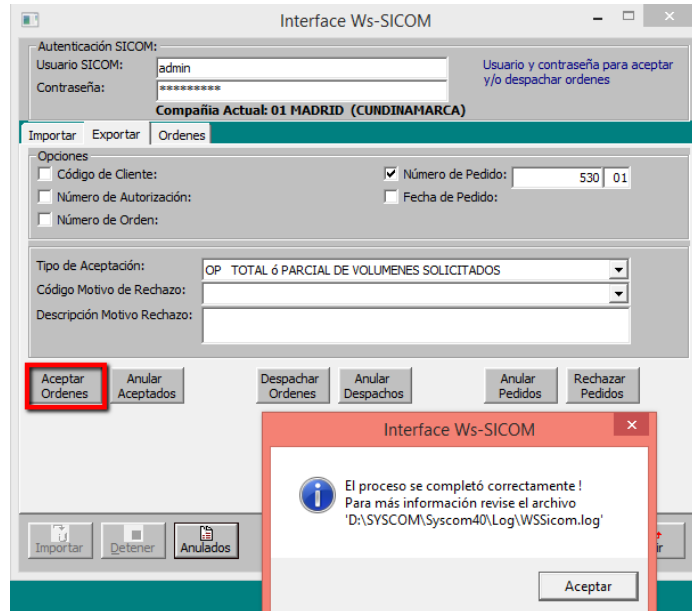 Interface Ws-SICOM
Autenticación SICOM:
Usuario SICOM: admin
Usuario y contraseña para aceptar
y/o despachar ordenes
Contraseña: *********
Compañia Actual: 01 MADRID (CUNDINAMARCA)
Importar Exportar Ordenes
Opciones
Código de Cliente:
Número de Pedido: 530 01
Número de Autorización:
Fecha de Pedido:
Número de Orden:
Tipo de Aceptación: OP TOTAL ó PARCIAL DE VOLUMENES SOLICITADOS
Código Motivo de Rechazo:
Descripción Motivo Rechazo:
Aceptar Ordenes
Anular Aceptados
Despachar Ordenes
Anular Despachos
Anular Pedidos
Rechazar Pedidos
Interface Ws-SICOM
El proceso se completó correctamente !
Para más información revise el archivo
'D:\SYSCOM\Syscom40\Log\WSSicom.log'
Aceptar
Importar
Detener
Anulados